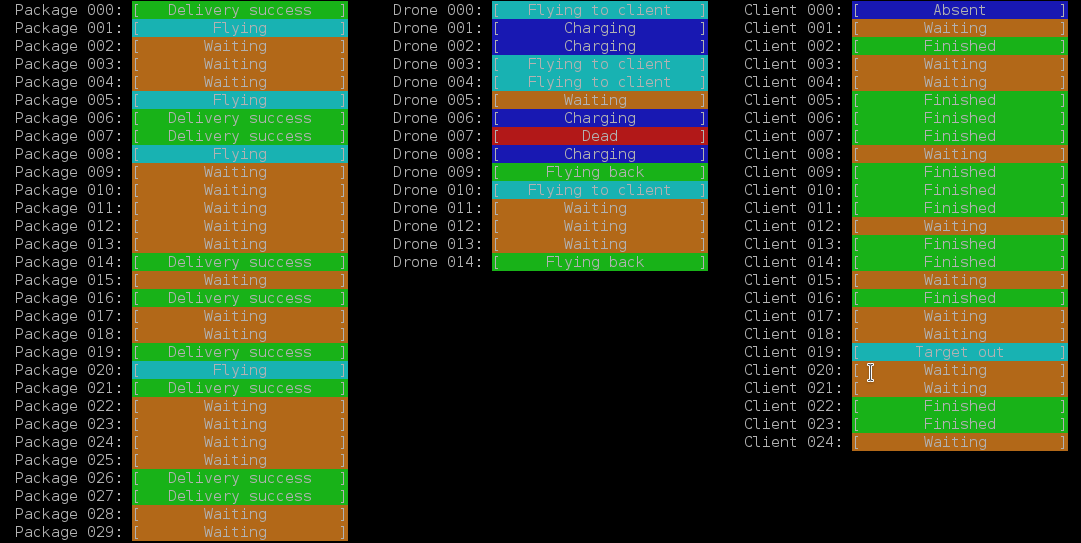 Package 000: [ Delivery success ] Drone 000: [ Flying to client ] Client 000: [ Absent ]
Package 001: [ Flying ] Drone 001: [ Charging ] Client 001: [ Waiting ]
Package 002: [ Waiting ] Drone 002: [ Charging ] Client 002: [ Finished ]
Package 003: [ Waiting ] Drone 003: [ Flying to client ] Client 003: [ Waiting ]
Package 004: [ Waiting ] Drone 004: [ Flying to client ] Client 004: [ Waiting ]
Package 005: [ Flying ] Drone 005: [ Waiting ] Client 005: [ Finished ]
Package 006: [ Delivery success ] Drone 006: [ Charging ] Client 006: [ Finished ]
Package 007: [ Delivery success ] Drone 007: [ Dead ] Client 007: [ Finished ]
Package 008: [ Flying ] Drone 008: [ Charging ] Client 008: [ Waiting ]
Package 009: [ Waiting ] Drone 009: [ Flying back ] Client 009: [ Finished ]
Package 010: [ Waiting ] Drone 010: [ Flying to client ] Client 010: [ Finished ]
Package 011: [ Waiting ] Drone 011: [ Waiting ] Client 011: [ Finished ]
Package 012: [ Waiting ] Drone 012: [ Waiting ] Client 012: [ Waiting ]
Package 013: [ Waiting ] Drone 013: [ Waiting ] Client 013: [ Finished ]
Package 014: [ Delivery success ] Drone 014: [ Flying back ] Client 014: [ Finished ]
Package 015: [ Waiting ] Client 015: [ Waiting ]
Package 016: [ Delivery success ] Client 016: [ Finished ]
Package 017: [ Waiting ] Client 017: [ Waiting ]
Package 018: [ Waiting ] Client 018: [ Waiting ]
Package 019: [ Delivery success ] Client 019: [ Target out ]
Package 020: [ Flying ] Client 020: [ Waiting ]
Package 021: [ Delivery success ] Client 021: [ Waiting ]
Package 022: [ Waiting ] Client 022: [ Finished ]
Package 023: [ Waiting ] Client 023: [ Finished ]
Package 024: [ Waiting ] Client 024: [ Waiting ]
Package 025: [ Waiting ]
Package 026: [ Delivery success ]
Package 027: [ Delivery success ]
Package 028: [ Waiting ]
Package 029: [ Waiting ]